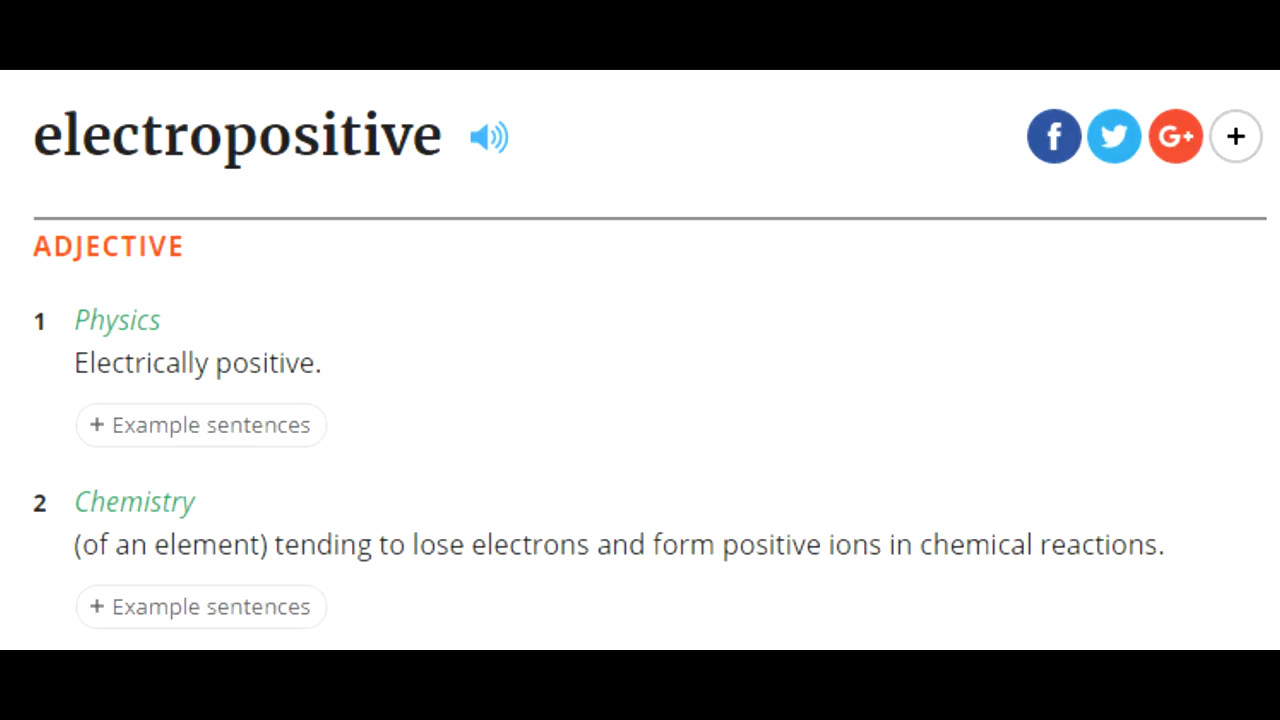 electropositive
f G+ +
ADJECTIVE
1 Physics
Electrically positive.
+ Example sentences
2 Chemistry
(of an element) tending to lose electrons and form positive ions in chemical reactions.
+ Example sentences